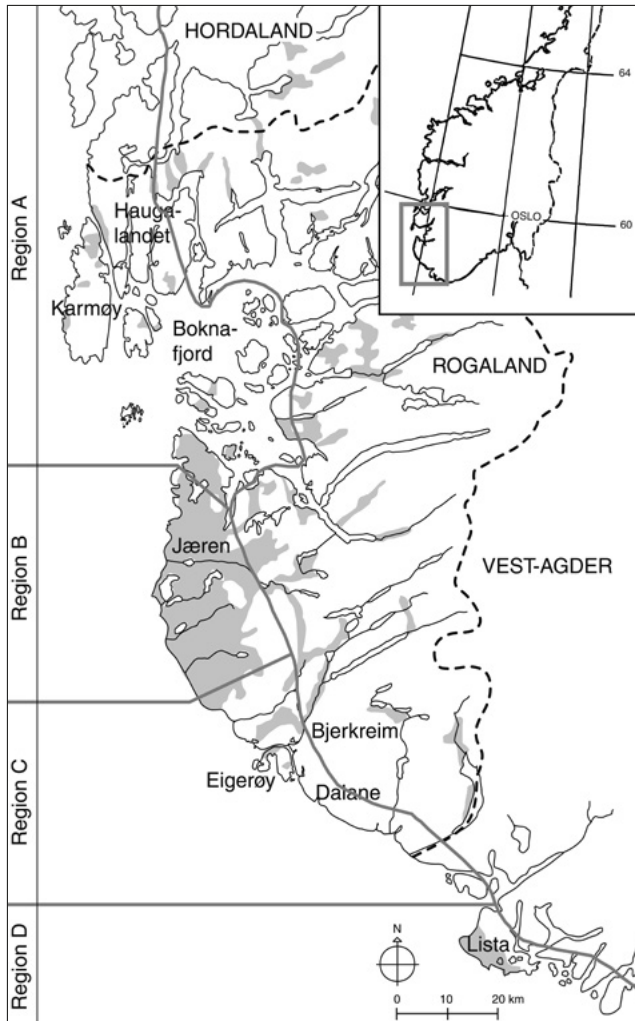 HORDALAND
64
OSLO
60
Region A
Hauga-
landet
Karmøy
Bokna-
fjord
ROGALAND
Region B
Jæren
VEST-AGDER
Region C
Bjerkreim
Eigerøy
Dalane
Region D
Lista
N
0 10 20 km